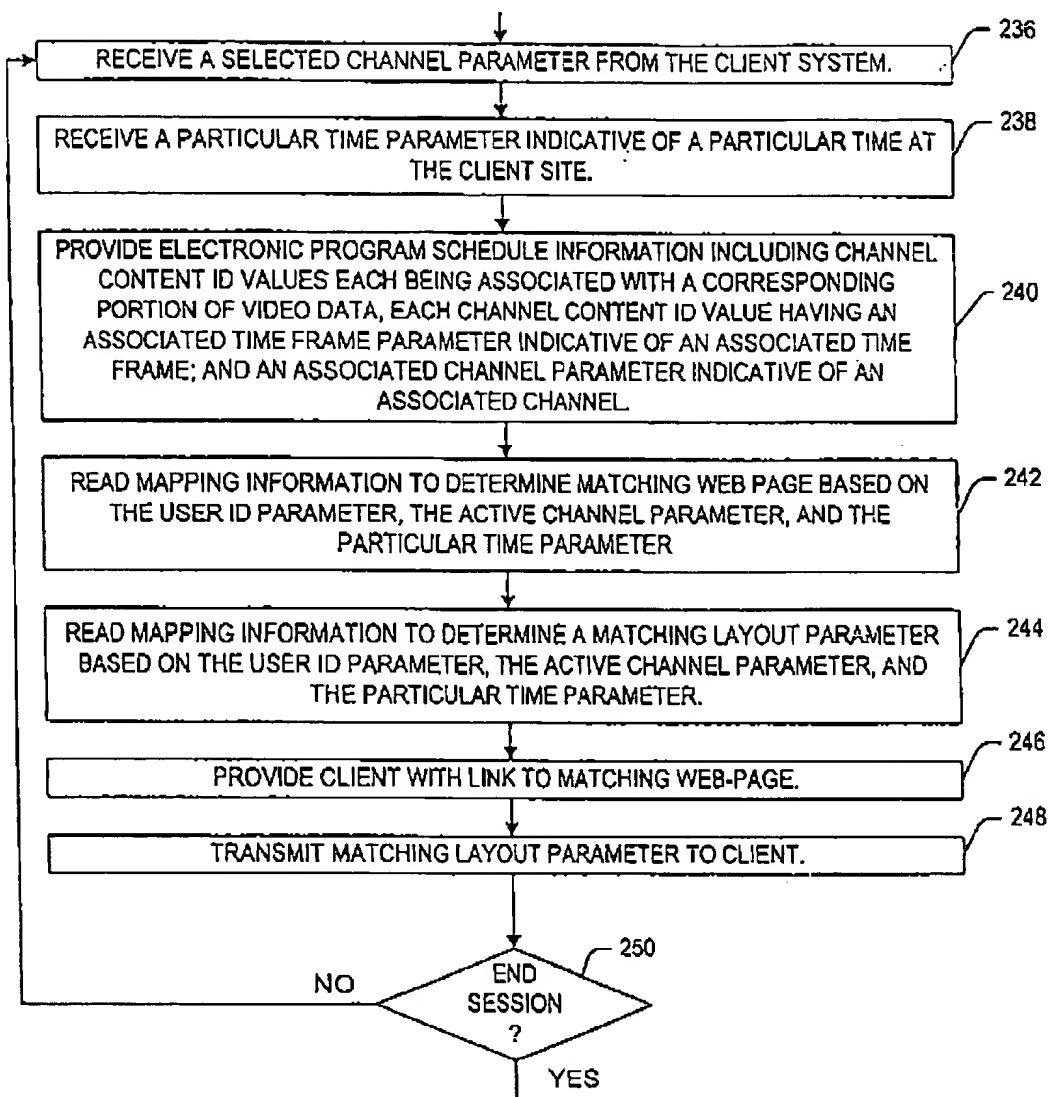 236
RECEIVE A SELECTED CHANNEL PARAMETER FROM THE CLIENT SYSTEM.
238
RECEIVE A PARTICULAR TIME PARAMETER INDICATIVE OF A PARTICULAR TIME AT
THE CLIENT SITE.
PROVIDE ELECTRONIC PROGRAM SCHEDULE INFORMATION INCLUDING CHANNEL
CONTENT ID VALUES EACH BEING ASSOCIATED WITH A CORRESPONDING
PORTION OF VIDEO DATA, EACH CHANNEL CONTENT ID VALUE HAVING AN
ASSOCIATED TIME FRAME PARAMETER INDICATIVE OF AN ASSOCIATED TIME
FRAME; AND AN ASSOCIATED CHANNEL PARAMETER INDICATIVE OF AN
ASSOCIATED CHANNEL.
240
READ MAPPING INFORMATION TO DETERMINE MATCHING WEB PAGE BASED ON
THE USER ID PARAMETER, THE ACTIVE CHANNEL PARAMETER, AND THE
PARTICULAR TIME PARAMETER
242
READ MAPPING INFORMATION TO DETERMINE A MATCHING LAYOUT PARAMETER
BASED ON THE USER ID PARAMETER, THE ACTIVE CHANNEL PARAMETER, AND
THE PARTICULAR TIME PARAMETER.
244
246
PROVIDE CLIENT WITH LINK TO MATCHING WEB-PAGE.
248
TRANSMIT MATCHING LAYOUT PARAMETER TO CLIENT.
250
END
SESSION
?
NO
YES